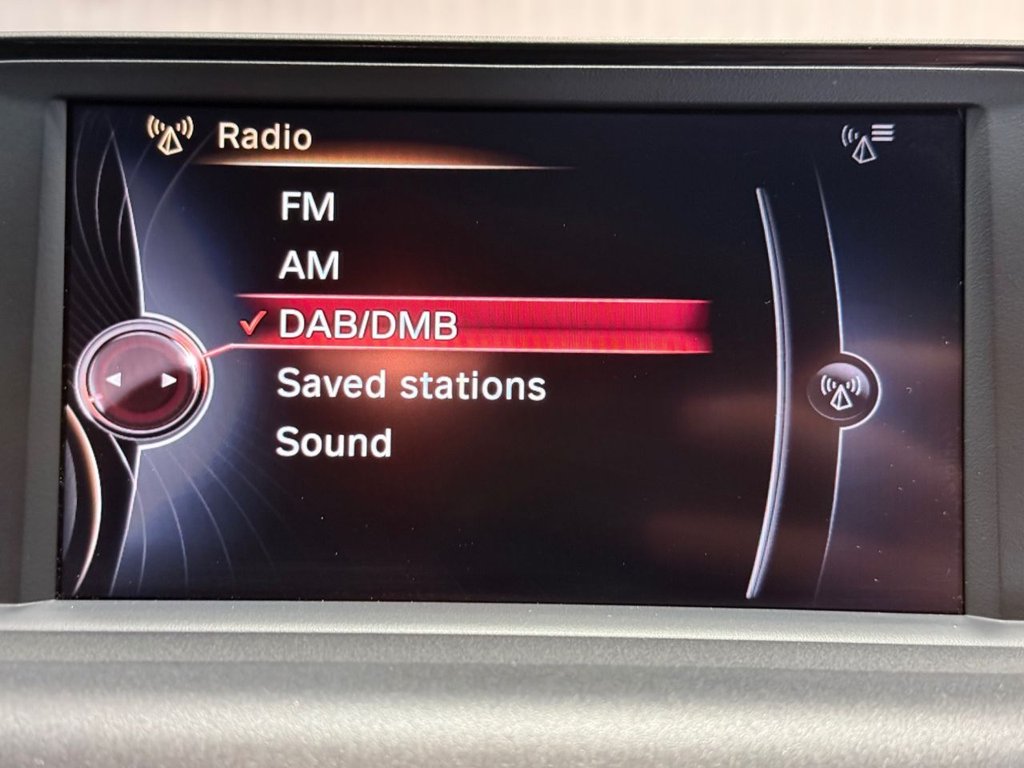 Radio
FM
AM
DAB/DMB
Saved stations
Sound